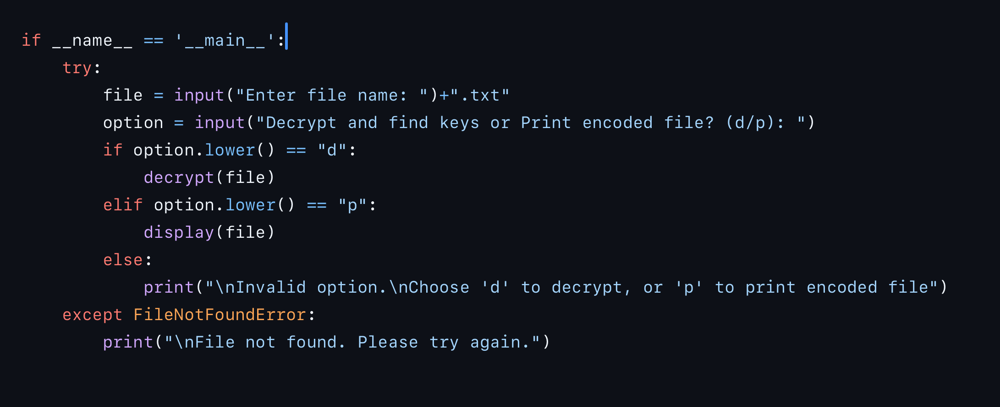 if __name__ == '__main__':
    try:
        file = input("Enter file name: ")+".txt"
        option = input("Decrypt and find keys or Print encoded file? (d/p): ")
        if option.lower() == "d":
            decrypt(file)
        elif option.lower() == "p":
            display(file)
        else:
            print("\nInvalid option.\nChoose 'd' to decrypt, or 'p' to print encoded file")
    except FileNotFoundError:
        print("\nFile not found. Please try again.")